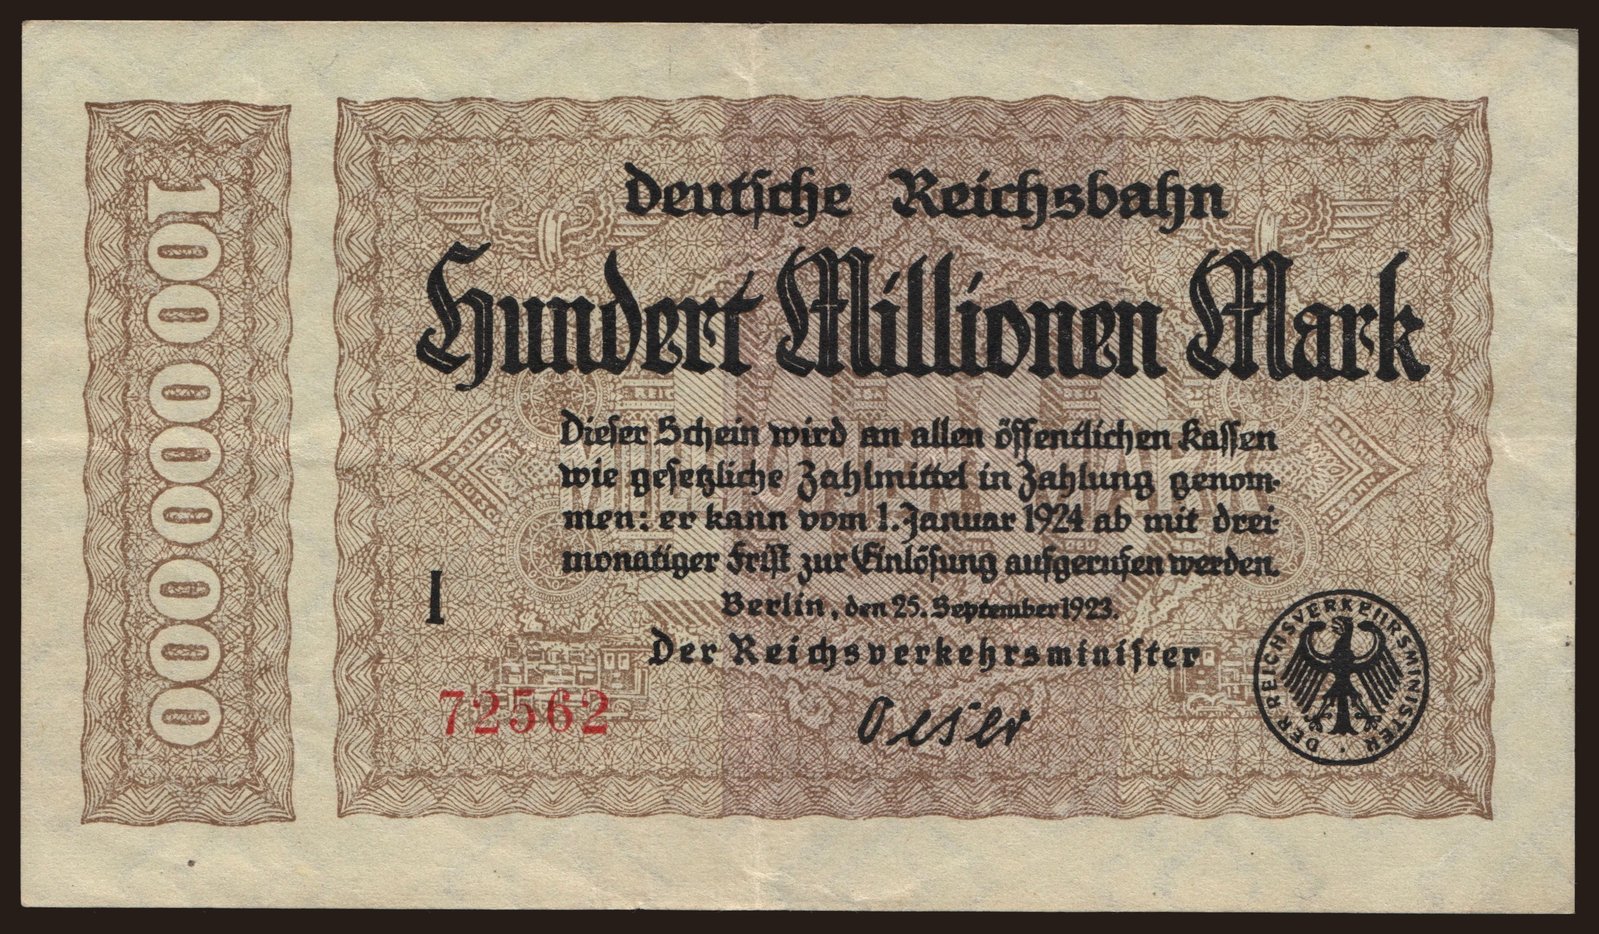 100000000
Deutsche Reichsbahn
Hundert Millionen Mark
Dieser Schein wird an allen öffentlichen Kassen
wie gesetzliche Zahlmittel in Zahlung genom-
men: er kann vom 1. Januar 1924 ab mit drei-
monatiger Frist zur Einlösung aufgerufen werden.
Berlin, den 25. September 1923.
I
Der Reichsverkehrsminister
72562
Oeser
DER REICHSVERKEHRSMINISTER